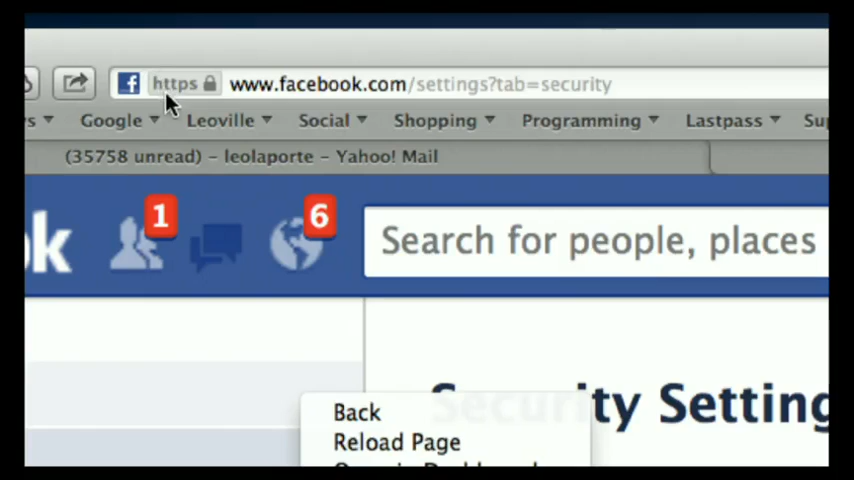 https www.facebook.com/settings?tab=security
Google Leoville Social Shopping Programming Lastpass
(35758 unread) – leolaporte – Yahoo! Mail
1 6
Search for people, places
Security Setting
Back
Reload Page